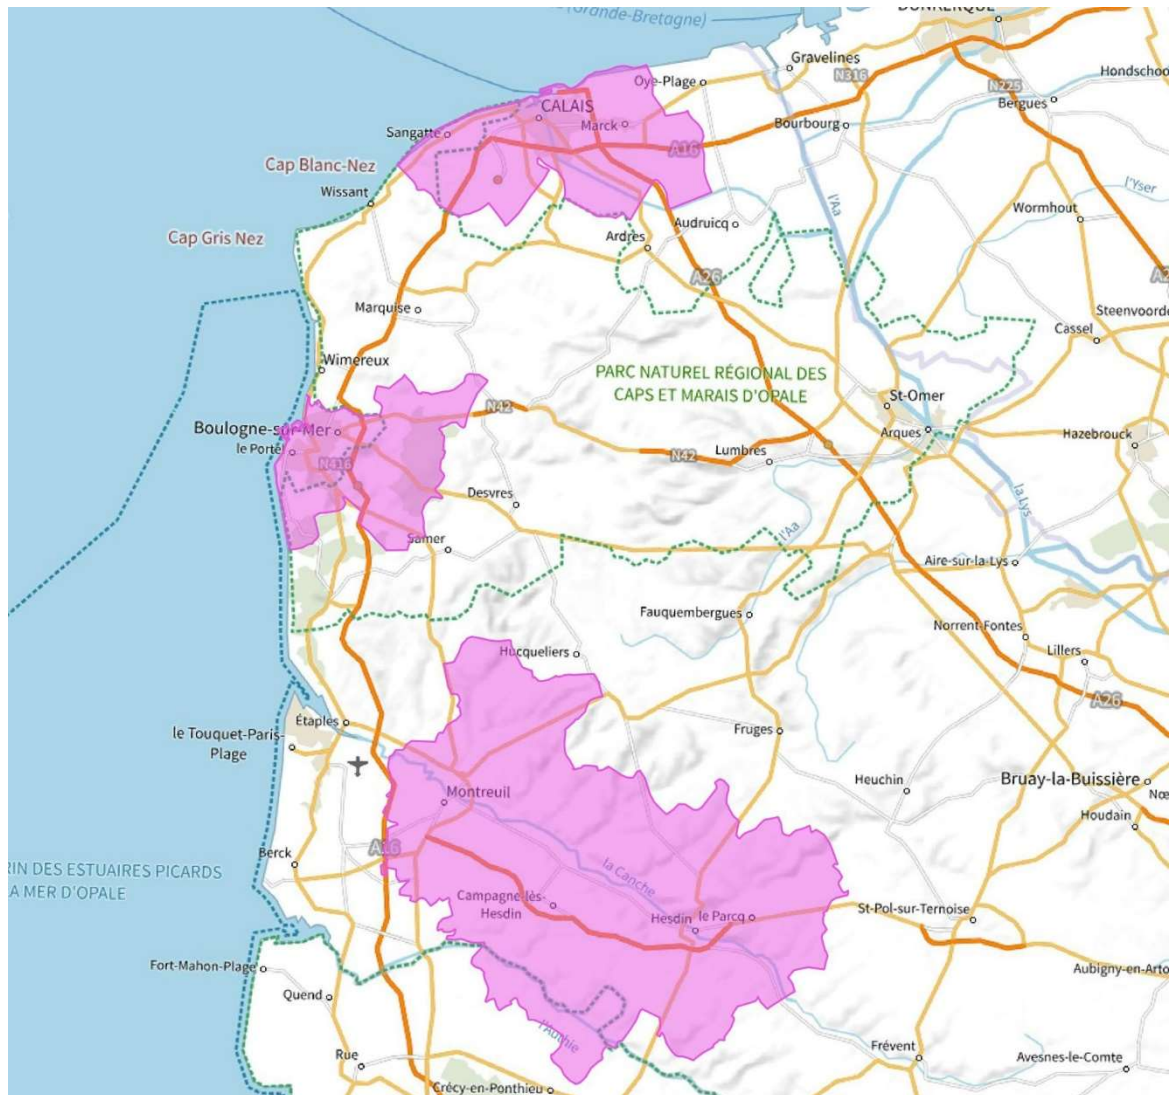 (Grande-Bretagne)
DUNKERQUE
Gravelines
N316
Oye-Plage
Hondschoo
N225
Bergues
CALAIS
Marck
Bourbourg
Sangatte
A16
Cap Blanc-Nez
Wissant
l'Aa
l'Yser
Wormhout
Audruicq
Cap Gris Nez
Ardres
A26
A2
Marquise
Steenvoorde
Cassel
Wimereux
PARC NATUREL RÉGIONAL DES
CAPS ET MARAIS D'OPALE
St-Omer
N42
Boulogne-sur-Mer
Arques
Hazebrouck
le Porte
N416
N42
Lumbres
Desvres
la Lys
l'Aa
Samer
Aire-sur-la-Lys
Fauquembergues
Norrent-Fontes
Hucqueliers
Lillers
A26
Étaples
le Touquet-Paris-
Plage
Fruges
Heuchin
Bruay-la-Buissière
Montreuil
Nœ
Houdain
A16
Berck
RIN DES ESTUAIRES PICARDS
A MER D'OPALE
la Canche
Campagne-lès-
Hesdin
Hesdin
le Parcq
St-Pol-sur-Ternoise
Fort-Mahon-Plage
Aubigny-en-Arto
Quend
l'Authie
Rue
Frévent
Avesnes-le-Comte
Crécy-en-Ponthieu